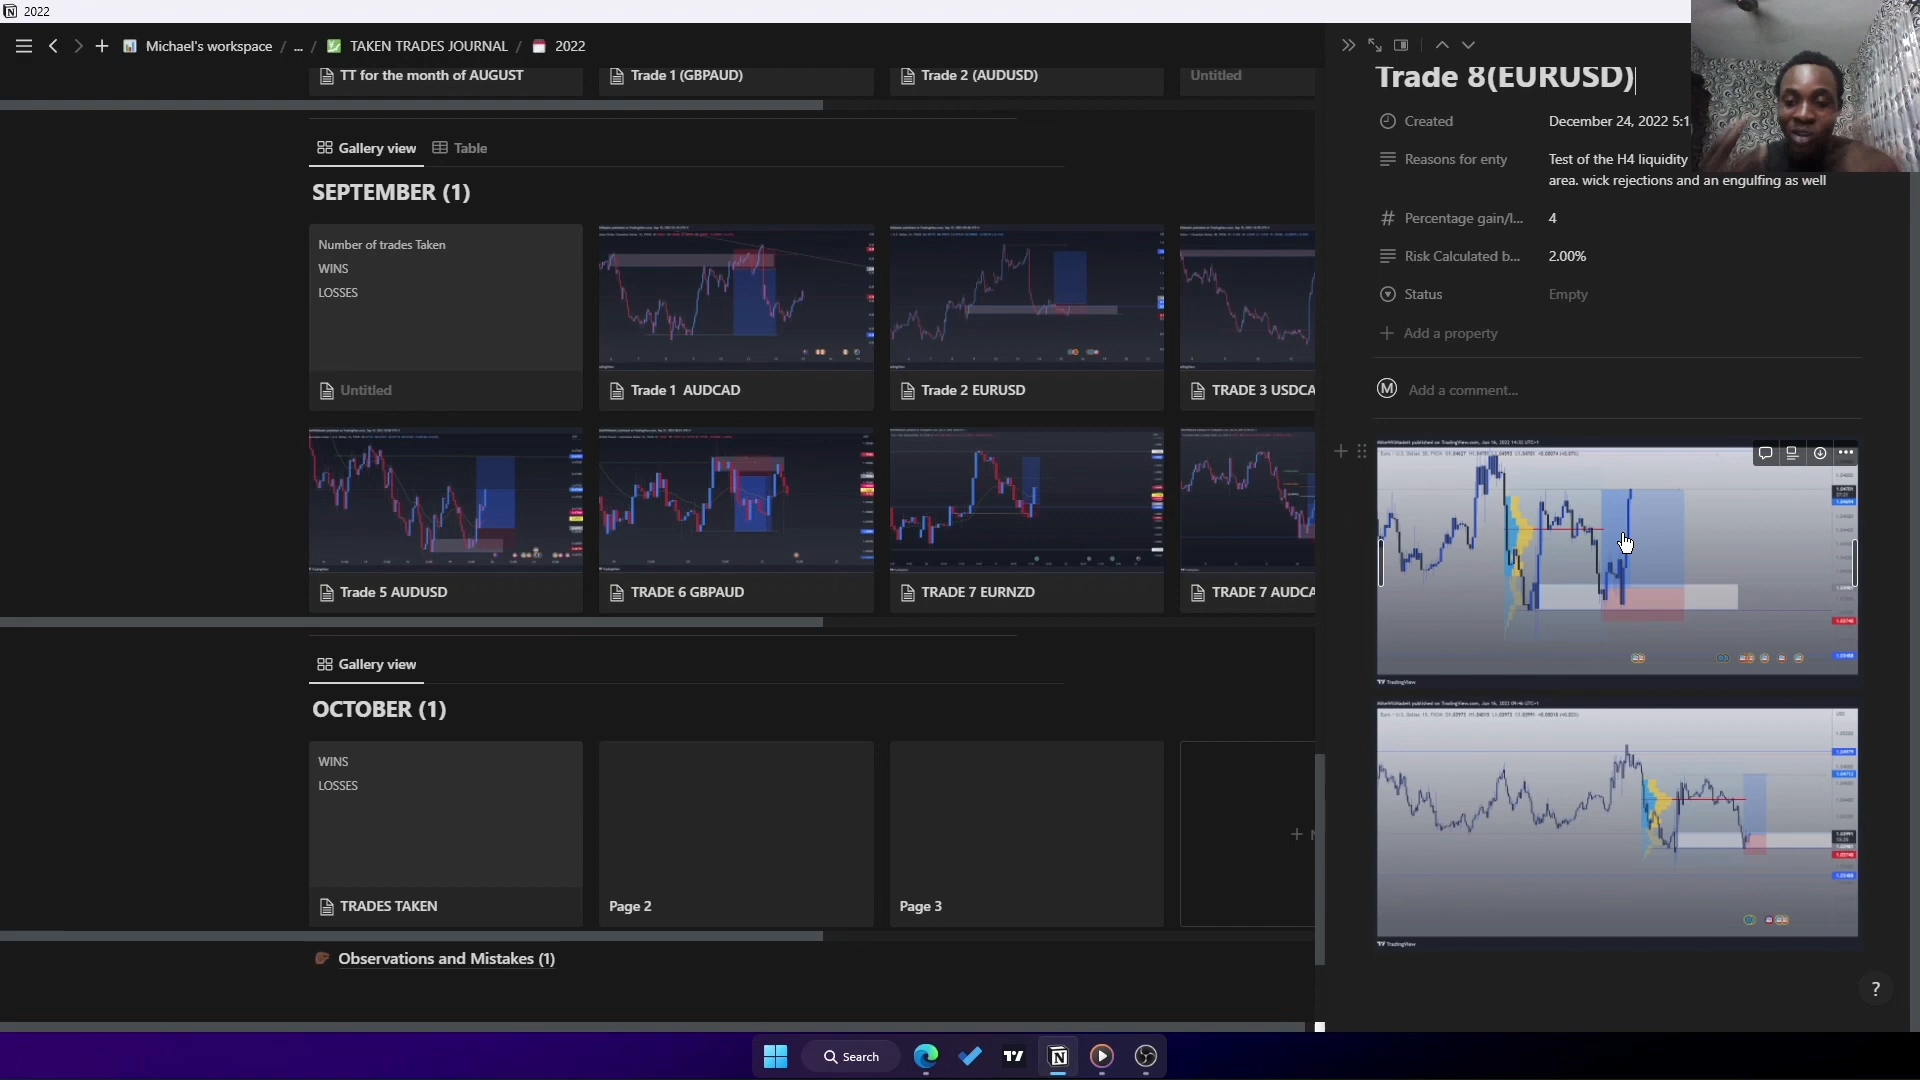 2022
Michael's workspace / ... / TAKEN TRADES JOURNAL / 2022
TT for the month of AUGUST
Trade 1 (GBPAUD)
Trade 2 (AUDUSD)
Untitled
Gallery view
Table
SEPTEMBER (1)
Number of trades Taken
WINS
LOSSES
Untitled
Trade 1 AUDCAD
Trade 2 EURUSD
TRADE 3 USDCA
Trade 5 AUDUSD
TRADE 6 GBPAUD
TRADE 7 EURNZD
TRADE 7 AUDCA
Gallery view
OCTOBER (1)
WINS
LOSSES
TRADES TAKEN
Page 2
Page 3
Observations and Mistakes (1)
Trade 8(EURUSD)
Created
December 24, 2022 5:1
Reasons for enty
Test of the H4 liquidity
area. wick rejections and an engulfing as well
Percentage gain/l...
4
Risk Calculated b...
2.00%
Status
Empty
Add a property
M
Add a comment...
TradingView
TradingView
?
Search